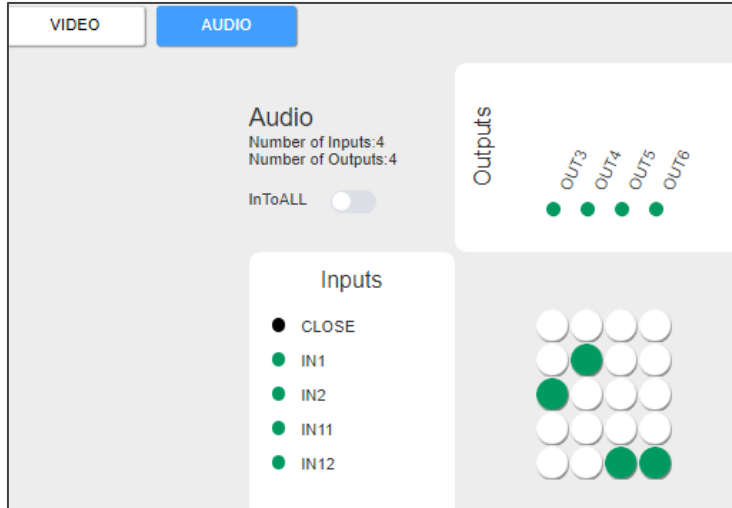 VIDEO
AUDIO
Audio
Number of Inputs:4
Number of Outputs:4
InToALL
Outputs
OUT3
OUT4
OUT5
OUT6
Inputs
CLOSE
IN1
IN2
IN11
IN12